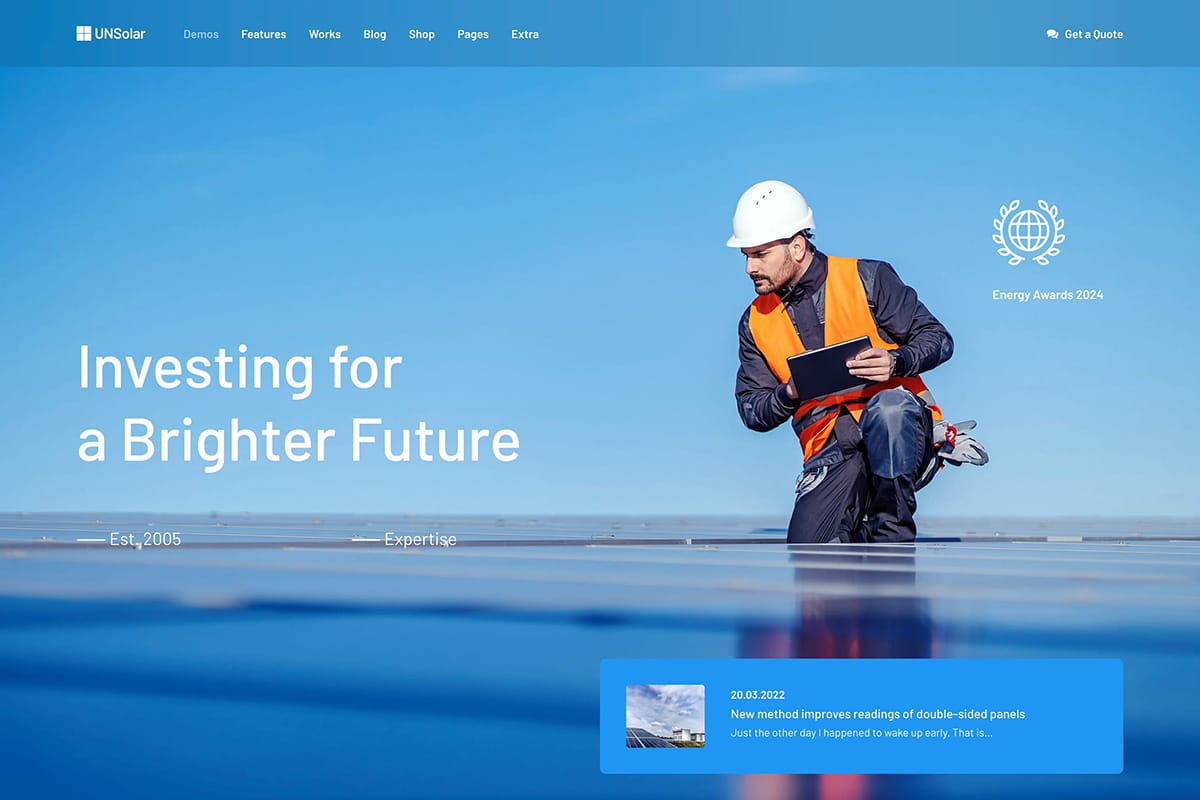 UNSolar
Demos Features Works Blog Shop Pages Extra
Get a Quote
Energy Awards 2024
Investing for
a Brighter Future
Est. 2005
Expertise
20.03.2022
New method improves readings of double-sided panels
Just the other day I happened to wake up early. That is...